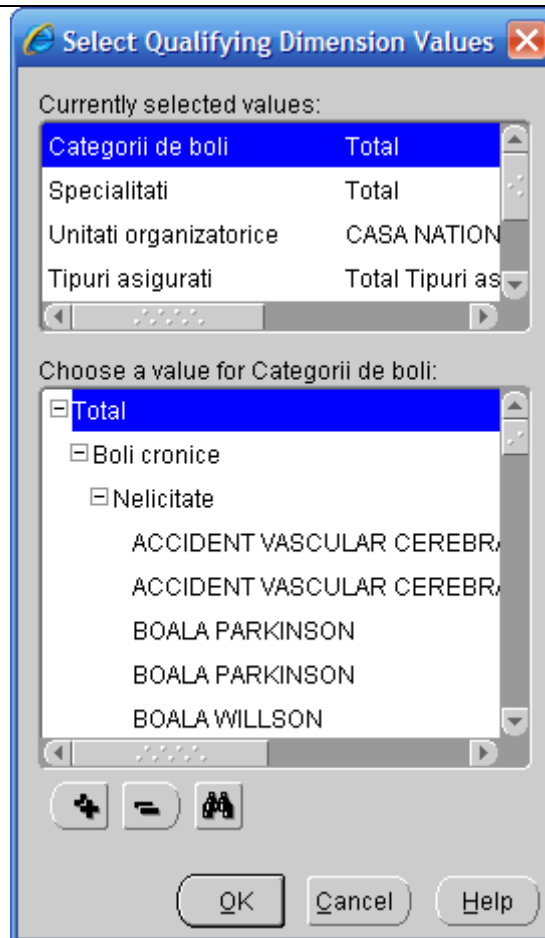 Select Qualifying Dimension Values
Currently selected values:
Categorii de boli Total
Specialitati Total
Unitati organizatorice CASA NATION
Tipuri asigurati Total Tipuri as
Choose a value for Categorii de boli:
Total
Boli cronice
Nelicitate
ACCIDENT VASCULAR CEREBRA
ACCIDENT VASCULAR CEREBRA
BOALA PARKINSON
BOALA PARKINSON
BOALA WILLSON
OK Cancel Help